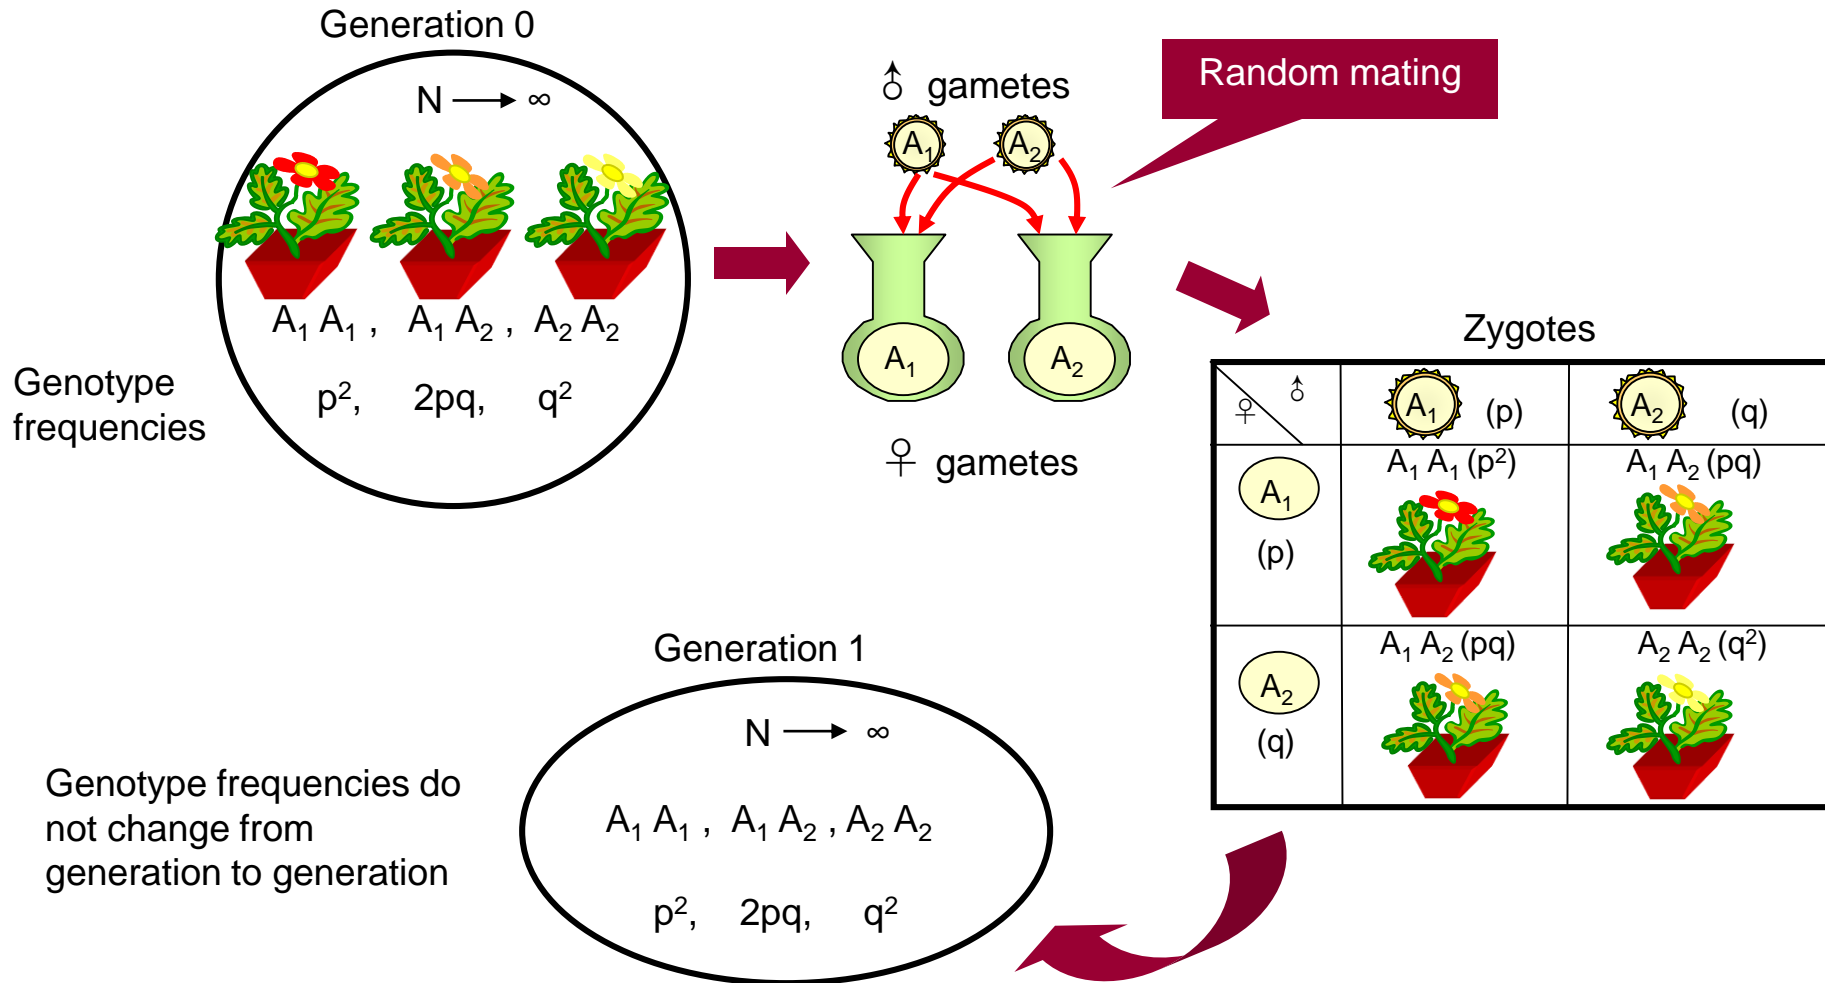 Generation 0
N ⟶ ∞
A₁ A₁ , A₁ A₂ , A₂ A₂
Genotype
frequencies
p², 2pq, q²
♂ gametes
A₁ A₂
A₁ A₂
♀ gametes
Random mating
Zygotes
♀ ♂ A₁ (p) A₂ (q)
A₁ A₁ (p²) A₁ A₂ (pq)
A₁
(p)
A₁ A₂ (pq) A₂ A₂ (q²)
A₂
(q)
Generation 1
N ⟶ ∞
A₁ A₁ , A₁ A₂ , A₂ A₂
p², 2pq, q²
Genotype frequencies do
not change from
generation to generation